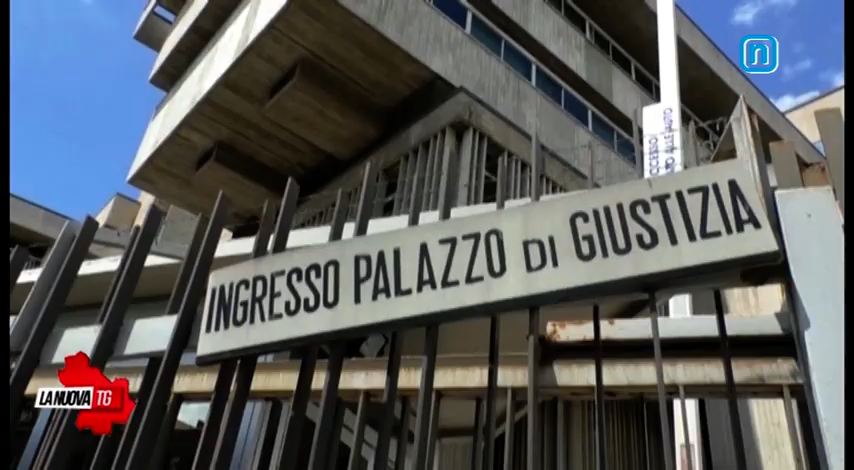 n
INGRESSO PALAZZO DI GIUSTIZIA
LA NUOVA TG